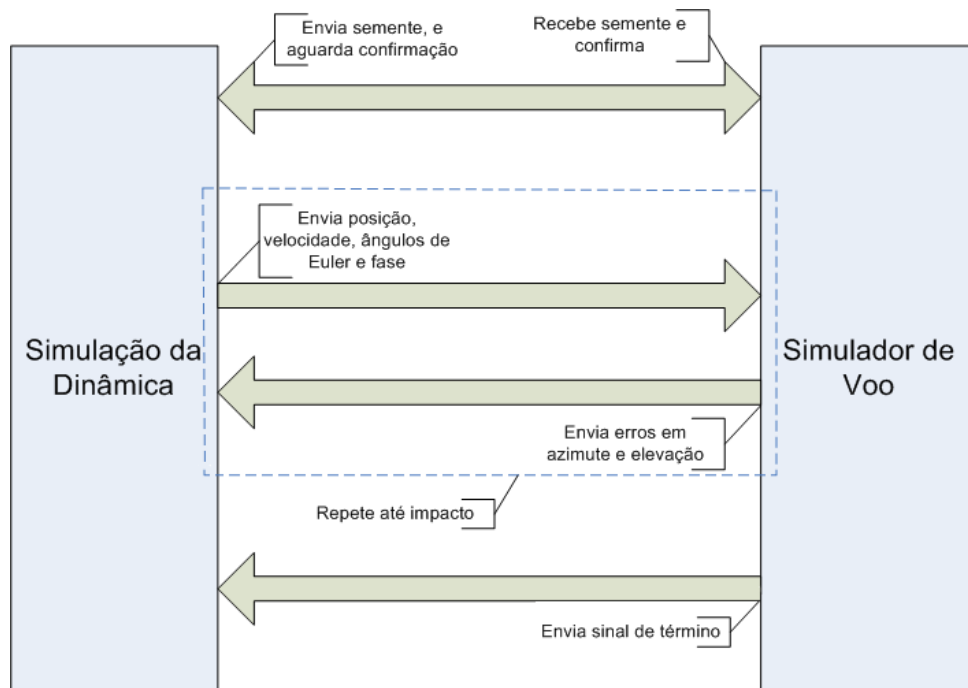 Envia semente, e
aguarda confirmação
Recebe semente e
confirma
Envia posição,
velocidade, ângulos de
Euler e fase
Simulação da
Dinâmica
Simulador de
Voo
Envia erros em
azimute e elevação
Repete até impacto
Envia sinal de término